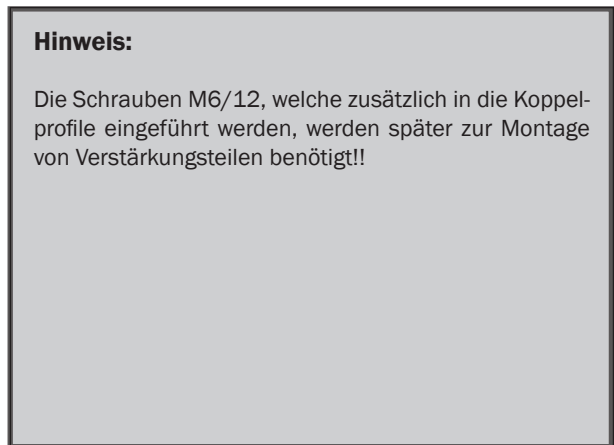 Hinweis:
Die Schrauben M6/12, welche zusätzlich in die Koppel-
profile eingeführt werden, werden später zur Montage
von Verstärkungsteilen benötigt!!